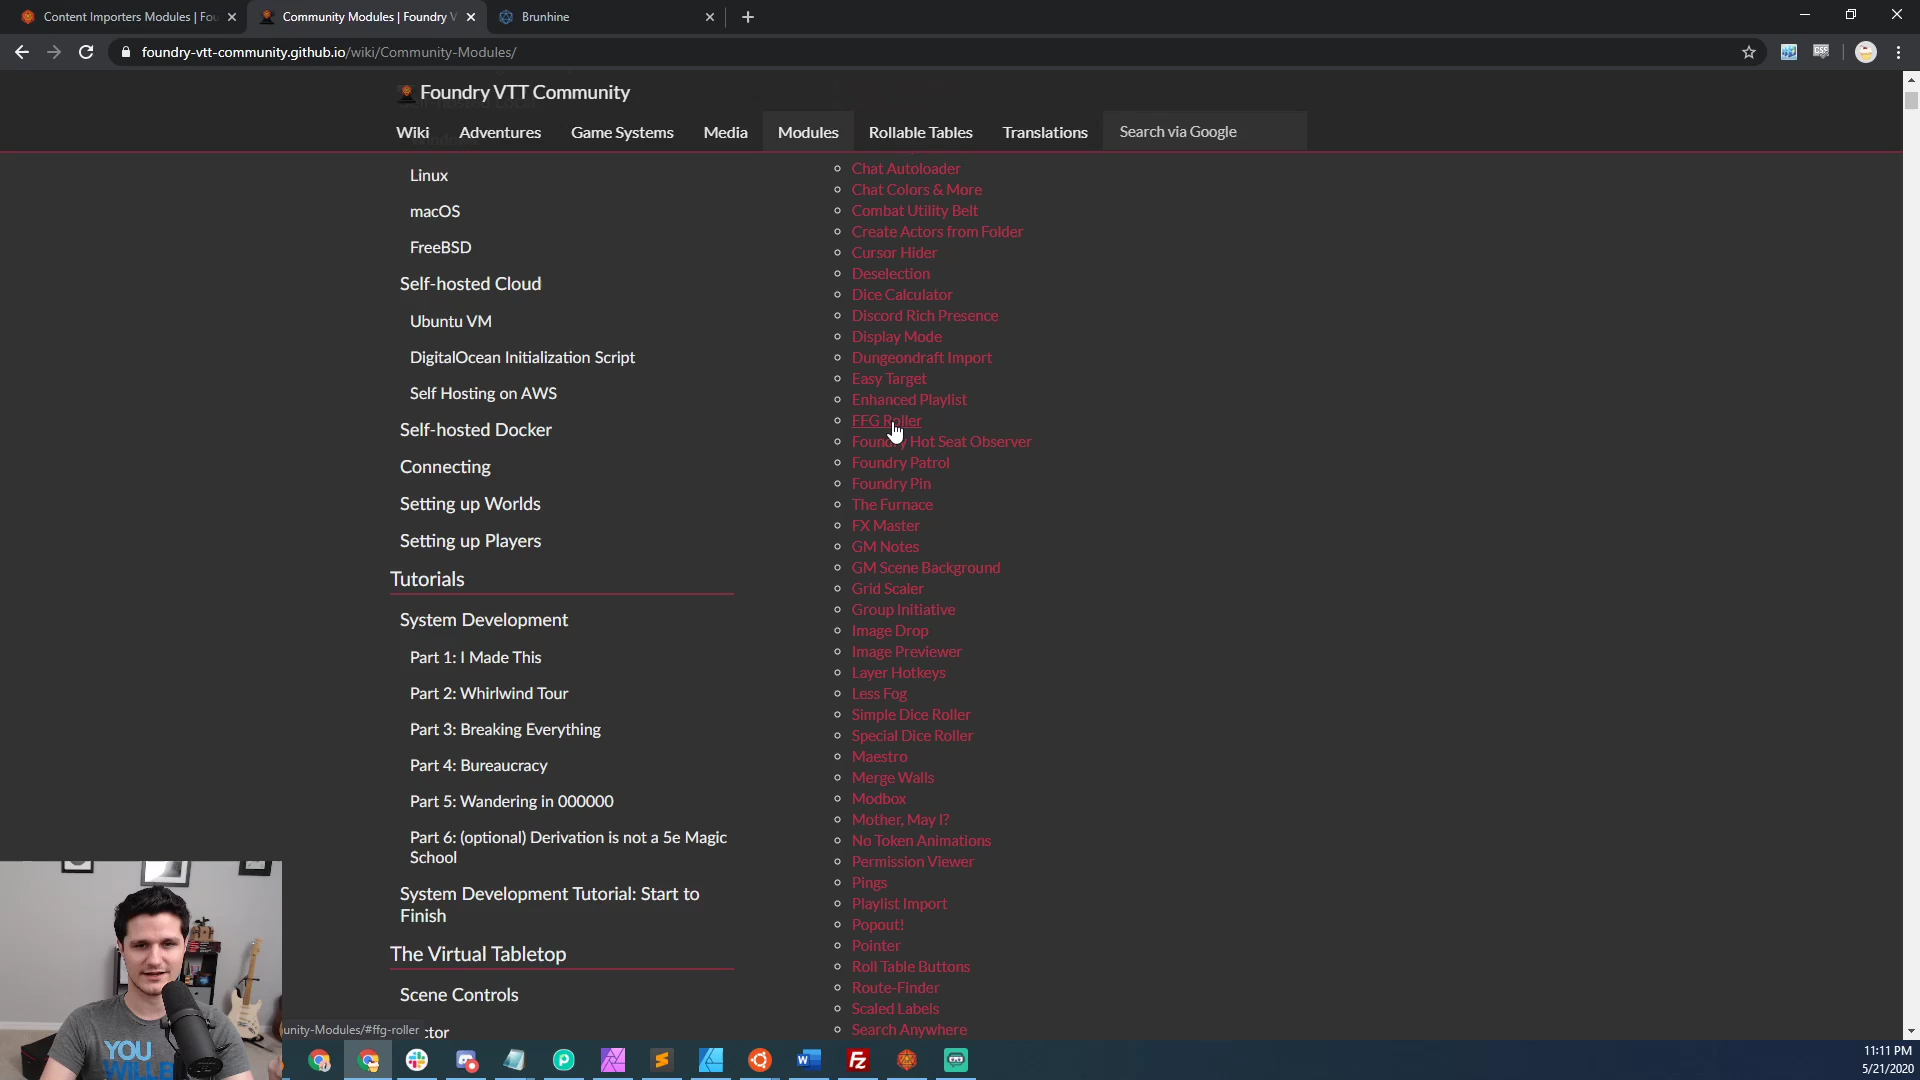 Content Importers Modules | Fou
Community Modules | Foundry V
Brunhine
foundry-vtt-community.github.io/wiki/Community-Modules/
Foundry VTT Community
Wiki
Adventures
Game Systems
Media
Modules
Rollable Tables
Translations
Search via Google
Linux
macOS
FreeBSD
Self-hosted Cloud
Ubuntu VM
DigitalOcean Initialization Script
Self Hosting on AWS
Self-hosted Docker
Connecting
Setting up Worlds
Setting up Players
Tutorials
System Development
Part 1: I Made This
Part 2: Whirlwind Tour
Part 3: Breaking Everything
Part 4: Bureaucracy
Part 5: Wandering in 000000
Part 6: (optional) Derivation is not a 5e Magic
School
System Development Tutorial: Start to
Finish
The Virtual Tabletop
Scene Controls
ctor
Chat Autoloader
Chat Colors & More
Combat Utility Belt
Create Actors from Folder
Cursor Hider
Deselection
Dice Calculator
Discord Rich Presence
Display Mode
Dungeondraft Import
Easy Target
Enhanced Playlist
FFG Roller
Foundry Hot Seat Observer
Foundry Patrol
Foundry Pin
The Furnace
FX Master
GM Notes
GM Scene Background
Grid Scaler
Group Initiative
Image Drop
Image Previewer
Layer Hotkeys
Less Fog
Simple Dice Roller
Special Dice Roller
Maestro
Merge Walls
Modbox
Mother, May I?
No Token Animations
Permission Viewer
Pings
Playlist Import
Popout!
Pointer
Roll Table Buttons
Route-Finder
Scaled Labels
Search Anywhere
unity-Modules/#ffg-roller
YOU
WILL
11:11 PM
5/21/2020